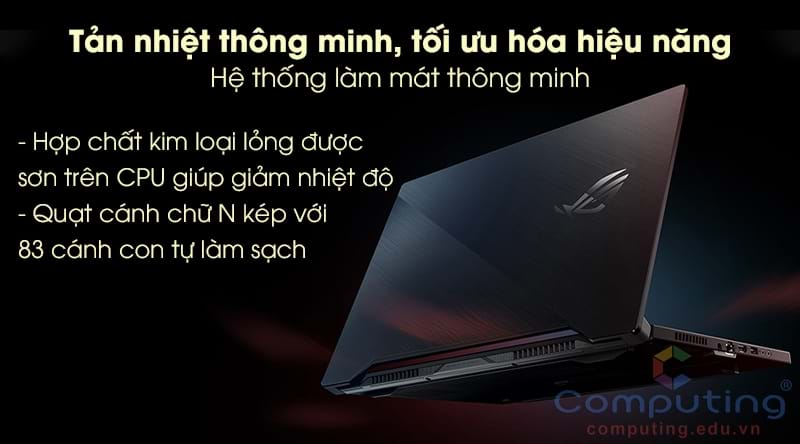 Tản nhiệt thông minh, tối ưu hóa hiệu năng
Hệ thống làm mát thông minh
- Hợp chất kim loại lỏng được
sơn trên CPU giúp giảm nhiệt độ
- Quạt cánh chữ N kép với
83 cánh con tự làm sạch
Computing®
computing.edu.vn